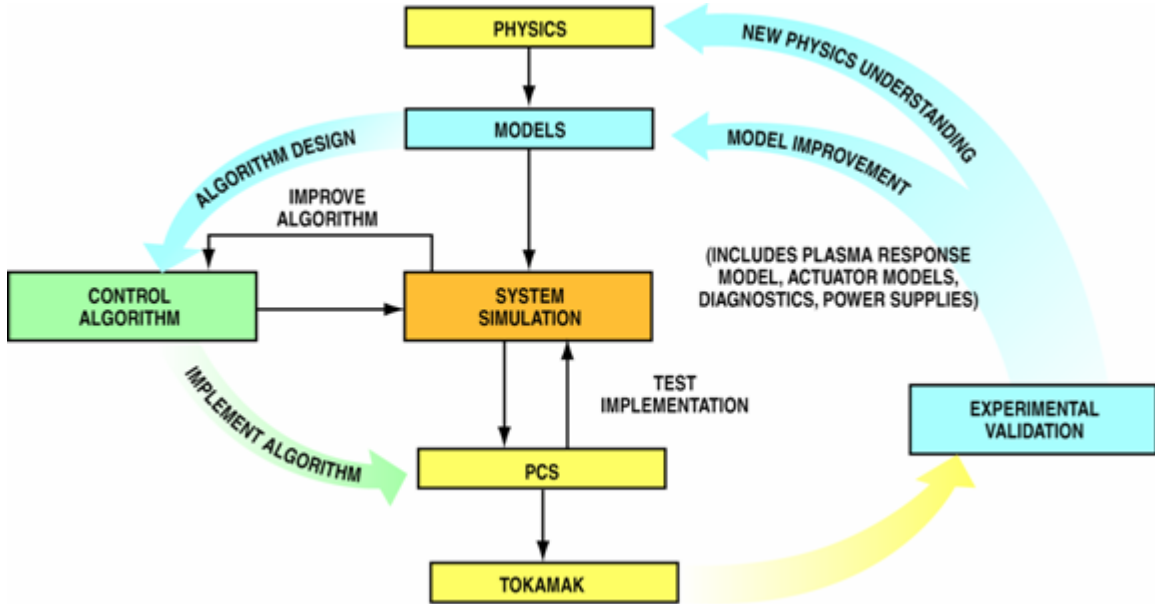 PHYSICS
NEW PHYSICS UNDERSTANDING
MODELS
MODEL IMPROVEMENT
ALGORITHM DESIGN
IMPROVE
ALGORITHM
(INCLUDES PLASMA RESPONSE
MODEL, ACTUATOR MODELS,
DIAGNOSTICS, POWER SUPPLIES)
CONTROL
ALGORITHM
SYSTEM
SIMULATION
TEST
IMPLEMENTATION
IMPLEMENT ALGORITHM
EXPERIMENTAL
VALIDATION
PCS
TOKAMAK